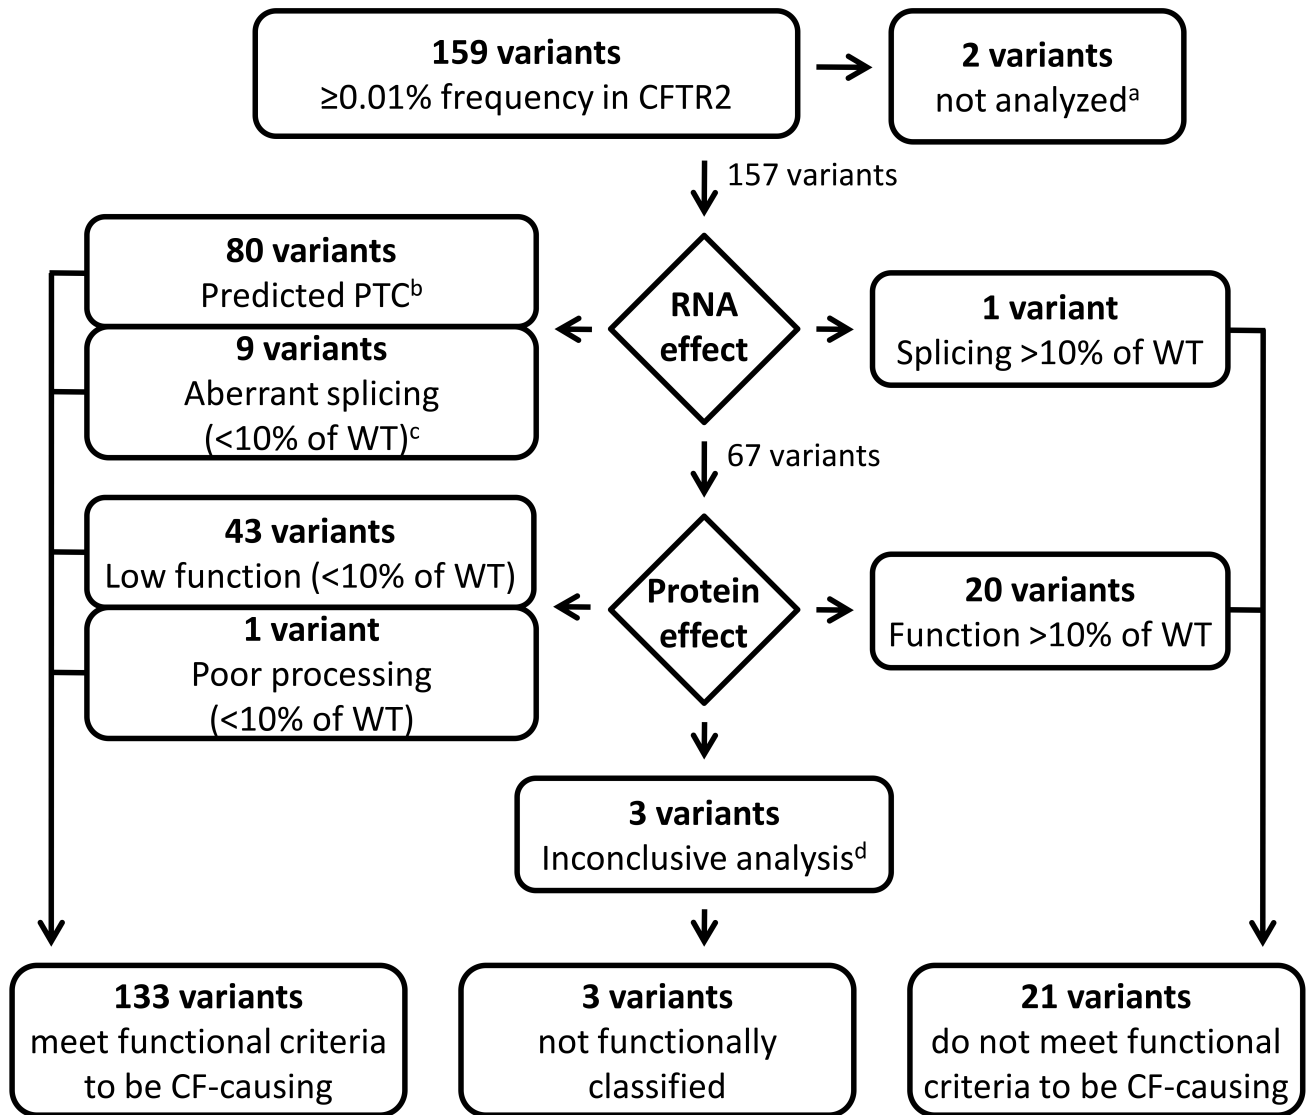 159 variants
≥0.01% frequency in CFTR2
2 variants
not analyzedᵃ
157 variants
80 variants
Predicted PTCᵇ
9 variants
Aberrant splicing
(<10% of WT)ᶜ
RNA
effect
1 variant
Splicing >10% of WT
67 variants
43 variants
Low function (<10% of WT)
1 variant
Poor processing
(<10% of WT)
Protein
effect
20 variants
Function >10% of WT
3 variants
Inconclusive analysisᵈ
133 variants
meet functional criteria
to be CF-causing
3 variants
not functionally
classified
21 variants
do not meet functional
criteria to be CF-causing